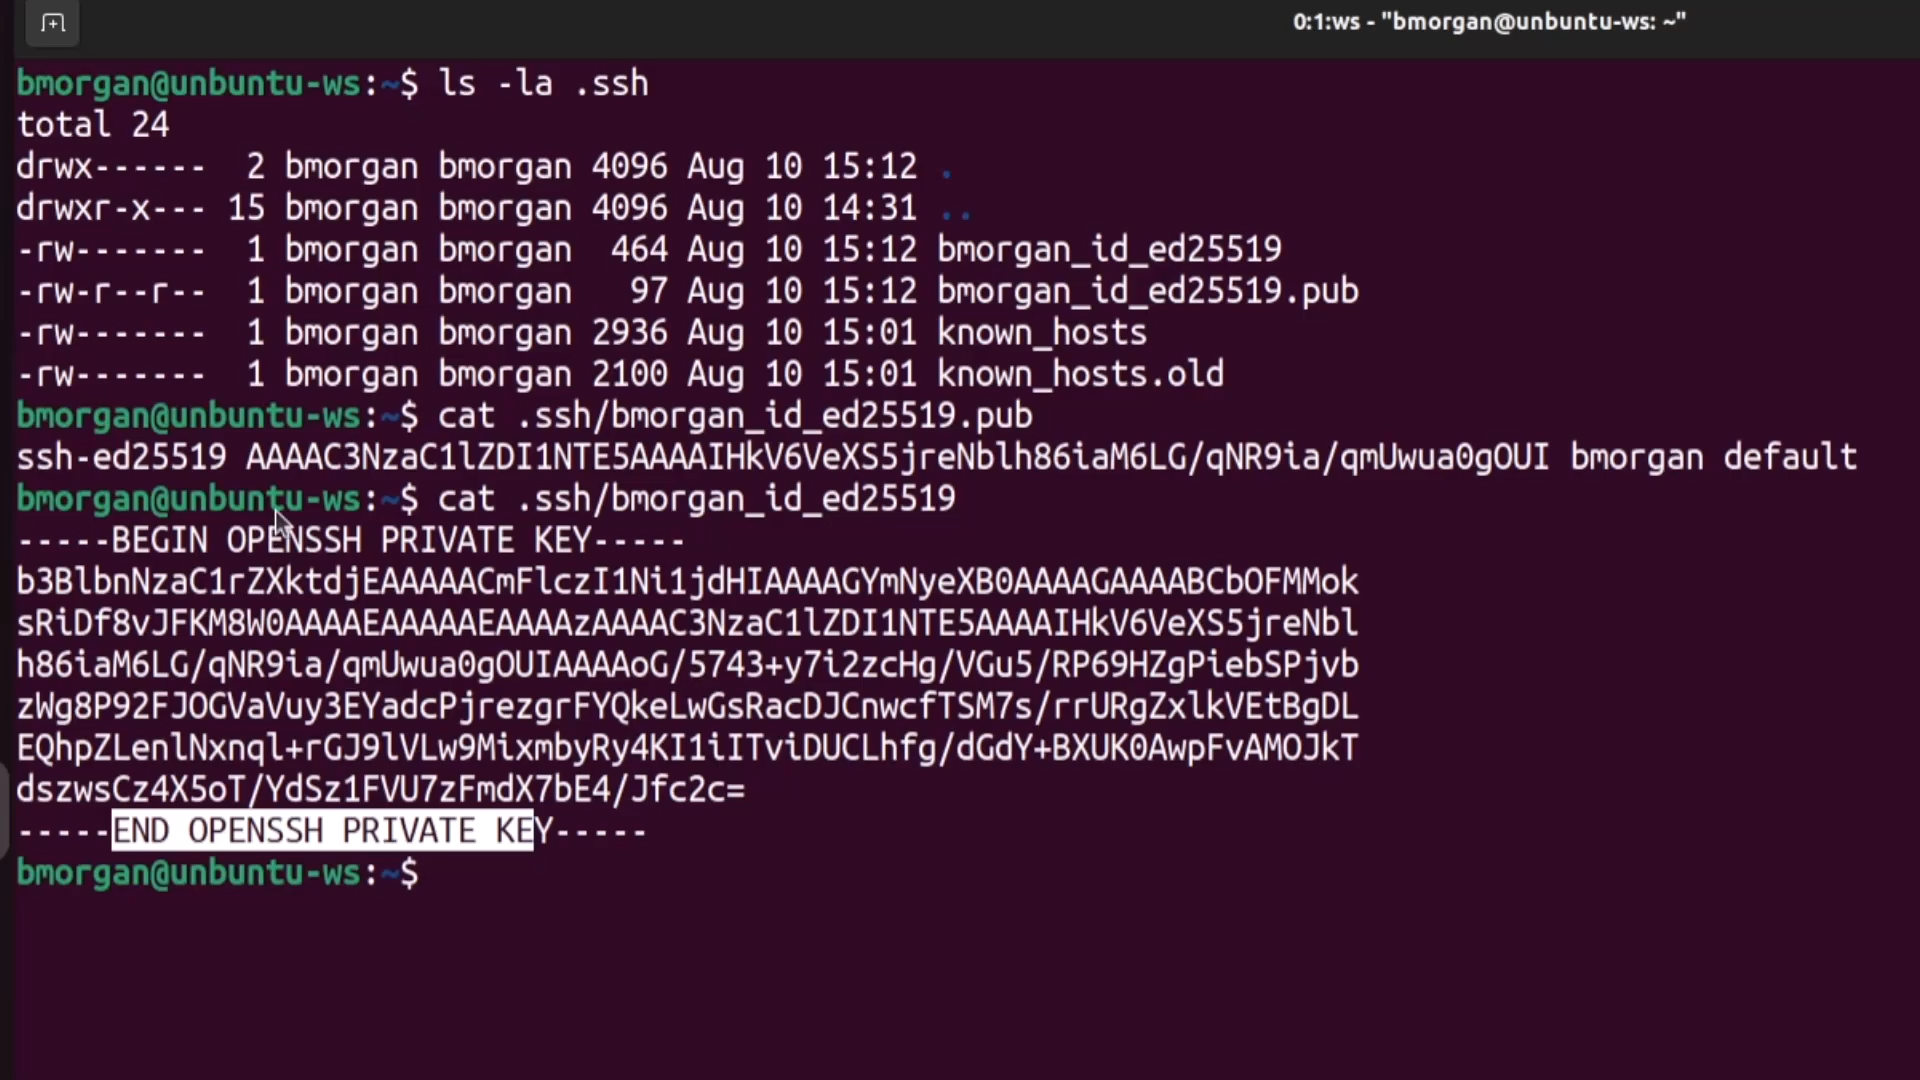 0:1:ws - "bmorgan@unbuntu-ws: ~"
bmorgan@unbuntu-ws:~$ ls -la .ssh
total 24
drwx------  2 bmorgan bmorgan 4096 Aug 10 15:12 .
drwxr-x--- 15 bmorgan bmorgan 4096 Aug 10 14:31 ..
-rw-------  1 bmorgan bmorgan  464 Aug 10 15:12 bmorgan_id_ed25519
-rw-r--r--  1 bmorgan bmorgan   97 Aug 10 15:12 bmorgan_id_ed25519.pub
-rw-------  1 bmorgan bmorgan 2936 Aug 10 15:01 known_hosts
-rw-------  1 bmorgan bmorgan 2100 Aug 10 15:01 known_hosts.old
bmorgan@unbuntu-ws:~$ cat .ssh/bmorgan_id_ed25519.pub
ssh-ed25519 AAAAC3NzaC1lZDI1NTE5AAAAIHkV6VeXS5jreNblh86iaM6LG/qNR9ia/qmUwua0gOUI bmorgan default
bmorgan@unbuntu-ws:~$ cat .ssh/bmorgan_id_ed25519
-----BEGIN OPENSSH PRIVATE KEY-----
b3BlbnNzaC1rZXktdjEAAAAACmFlczI1Ni1jdHIAAAAGYmNyeXB0AAAAGAAAABCbOFMMok
sRiDf8vJFKM8W0AAAAEAAAAAEAAAAzAAAAC3NzaC1lZDI1NTE5AAAAIHkV6VeXS5jreNbl
h86iaM6LG/qNR9ia/qmUwua0gOUIAAAAoG/5743+y7i2zcHg/VGu5/RP69HZgPiebSPjvb
zWg8P92FJOGVaVuy3EYadcPjrezgrFYQkeLwGsRacDJCnwcfTSM7s/rrURgZxlkVEtBgDL
EQhpZLenlNxnql+rGJ9lVLw9MixmbyRy4KI1iITviDUCLhfg/dGdY+BXUK0AwpFvAMOJkT
dszwsCz4X5oT/YdSz1FVU7zFmdX7bE4/Jfc2c=
-----END OPENSSH PRIVATE KEY-----
bmorgan@unbuntu-ws:~$